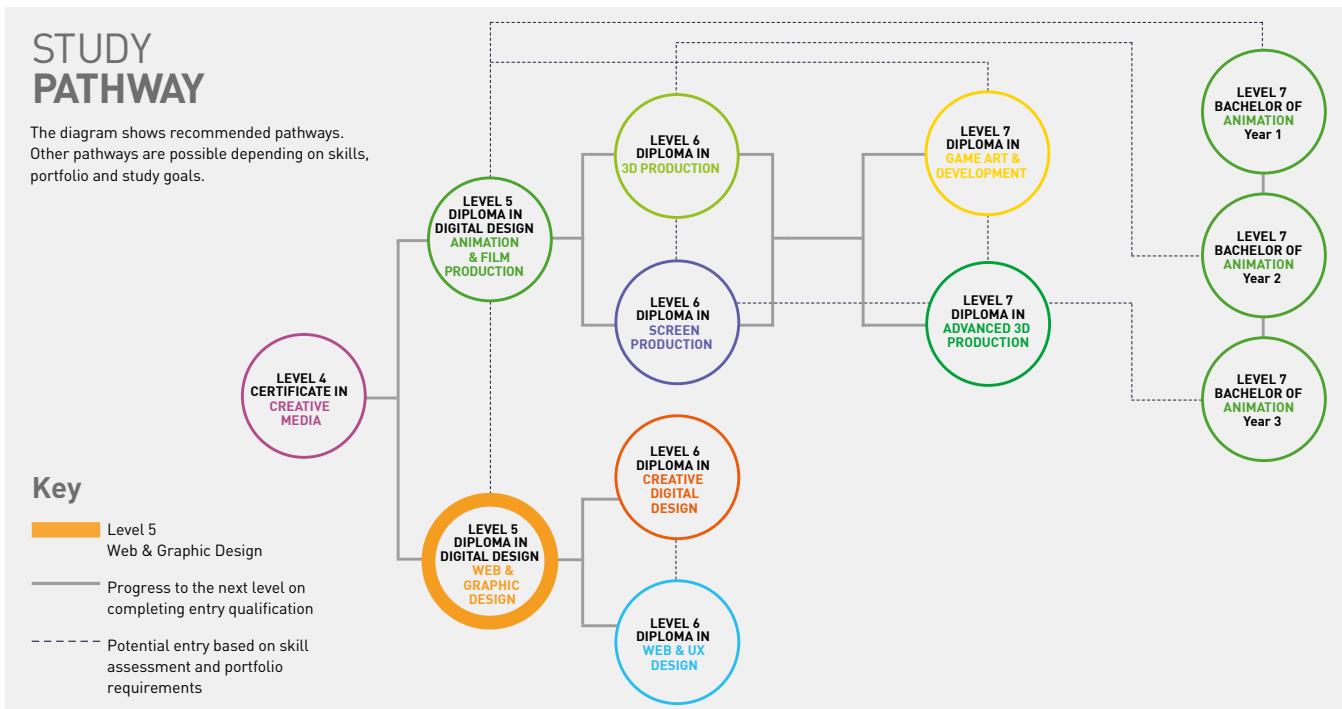 STUDY
PATHWAY
The diagram shows recommended pathways.
Other pathways are possible depending on skills,
portfolio and study goals.
LEVEL 4
CERTIFICATE IN
CREATIVE
MEDIA
LEVEL 5
DIPLOMA IN
DIGITAL DESIGN
ANIMATION
& FILM
PRODUCTION
LEVEL 5
DIPLOMA IN
DIGITAL DESIGN
WEB &
GRAPHIC
DESIGN
LEVEL 6
DIPLOMA IN
3D PRODUCTION
LEVEL 6
DIPLOMA IN
SCREEN
PRODUCTION
LEVEL 6
DIPLOMA IN
CREATIVE
DIGITAL
DESIGN
LEVEL 6
DIPLOMA IN
WEB & UX
DESIGN
LEVEL 7
DIPLOMA IN
GAME ART &
DEVELOPMENT
LEVEL 7
DIPLOMA IN
ADVANCED 3D
PRODUCTION
LEVEL 7
BACHELOR OF
ANIMATION
Year 1
LEVEL 7
BACHELOR OF
ANIMATION
Year 2
LEVEL 7
BACHELOR OF
ANIMATION
Year 3
Key
Level 5
Web & Graphic Design
Progress to the next level on
completing entry qualification
Potential entry based on skill
assessment and portfolio
requirements